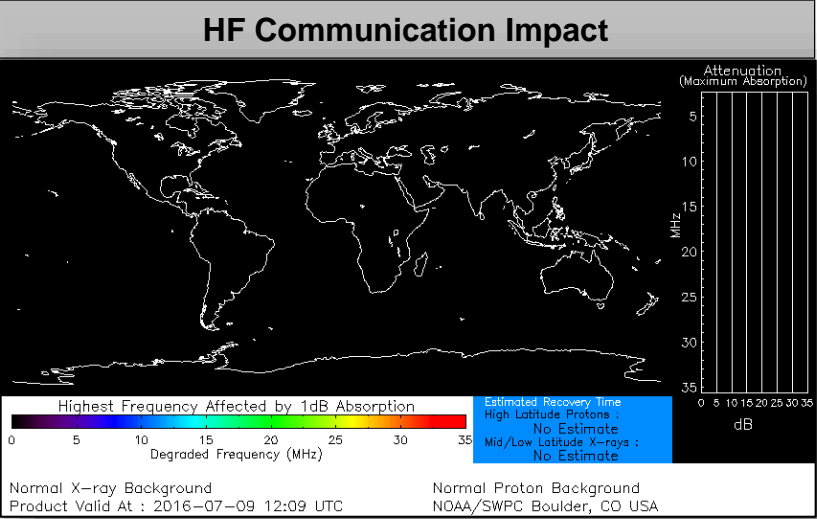 HF Communication Impact
Attenuation
(Maximum Absorption)
5
10
15
20
25
30
35
MHz
0 5 10 15 20 25 30 35
dB
Highest Frequency Affected by 1dB Absorption
0 5 10 15 20 25 30 35
Degraded Frequency (MHz)
Estimated Recovery Time
High Latitude Protons :
No Estimate
Mid/Low Latitude X-rays :
No Estimate
Normal X-ray Background
Normal Proton Background
Product Valid At : 2016-07-09 12:09 UTC
NOAA/SWPC Boulder, CO USA